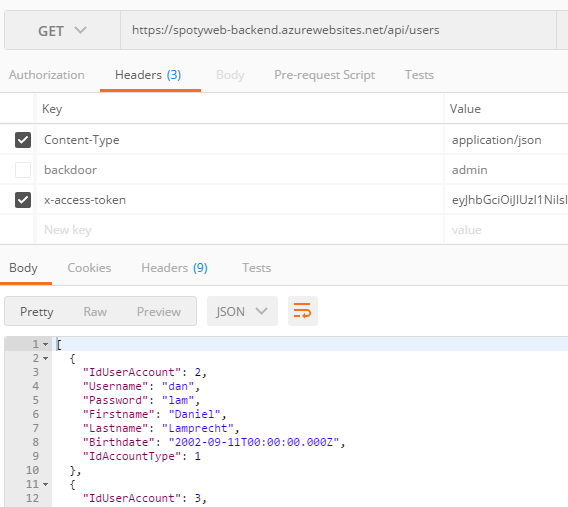 GET https://spotyweb-backend.azurewebsites.net/api/users
Authorization Headers (3) Body Pre-request Script Tests
Key Value
Content-Type application/json
backdoor admin
x-access-token eyJhbGciOiJIUzI1NiIsI
New key value
Body Cookies Headers (9) Tests
Pretty Raw Preview JSON
1 [
2 {
3 "IdUserAccount": 2,
4 "Username": "dan",
5 "Password": "lam",
6 "Firstname": "Daniel",
7 "Lastname": "Lamprecht",
8 "Birthdate": "2002-09-11T00:00:00.000Z",
9 "IdAccountType": 1
10 },
11 {
12 "IdUserAccount": 3,